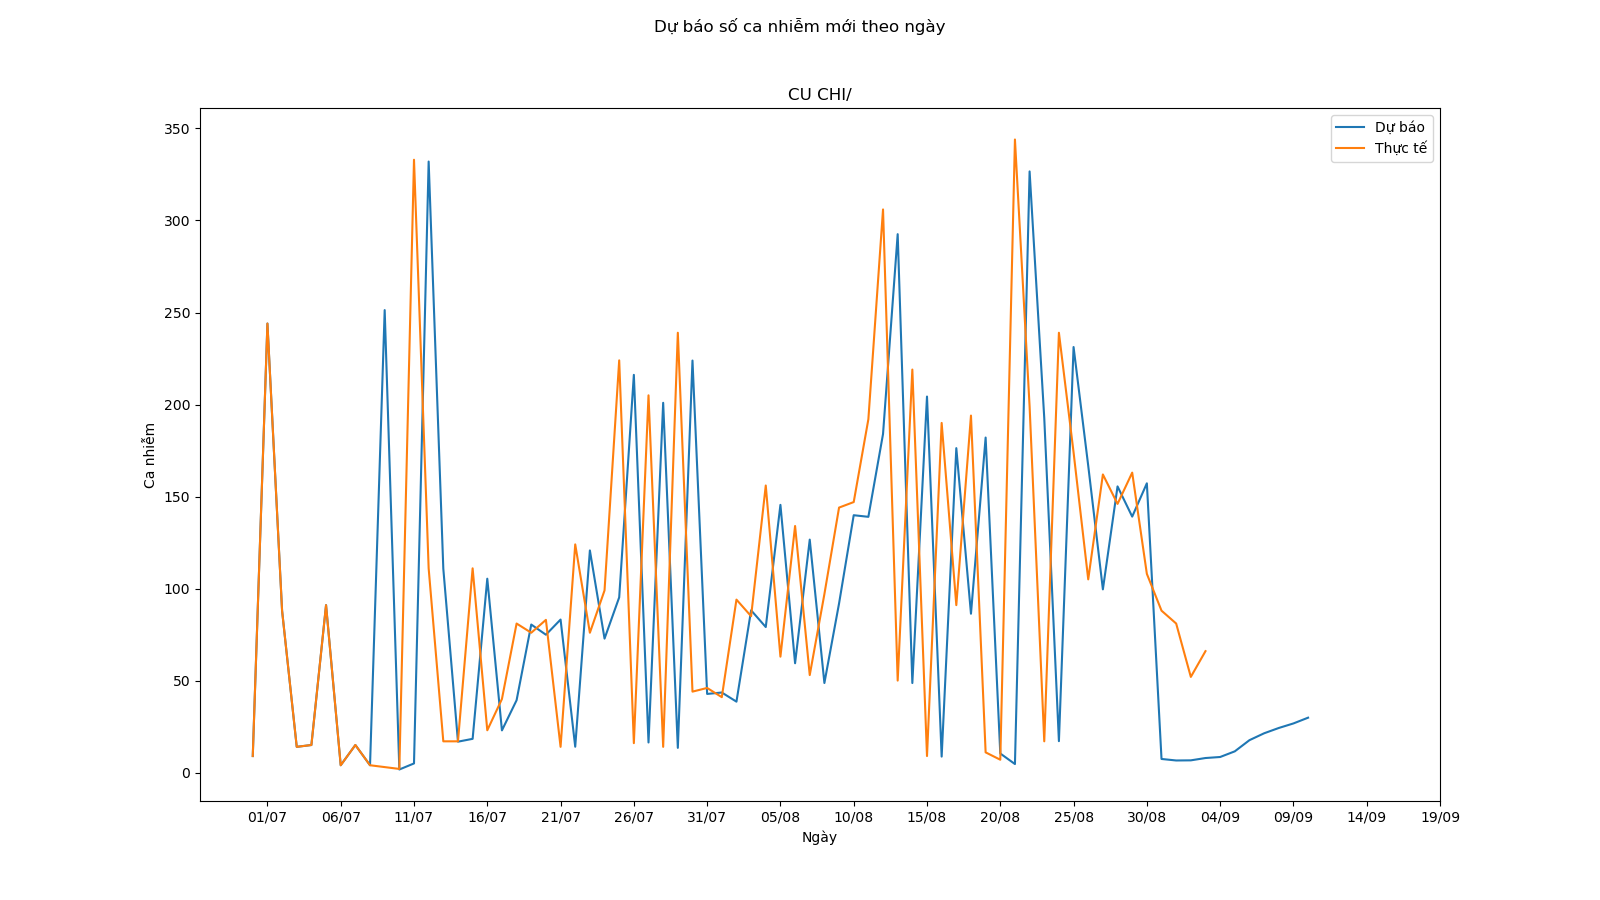 Dự báo số ca nhiễm mới theo ngày
CU CHI/
Dự báo
Thực tế
350
300
250
200
150
100
50
0
Ca nhiễm
01/07 06/07 11/07 16/07 21/07 26/07 31/07 05/08 10/08 15/08 20/08 25/08 30/08 04/09 09/09 14/09 19/09
Ngày